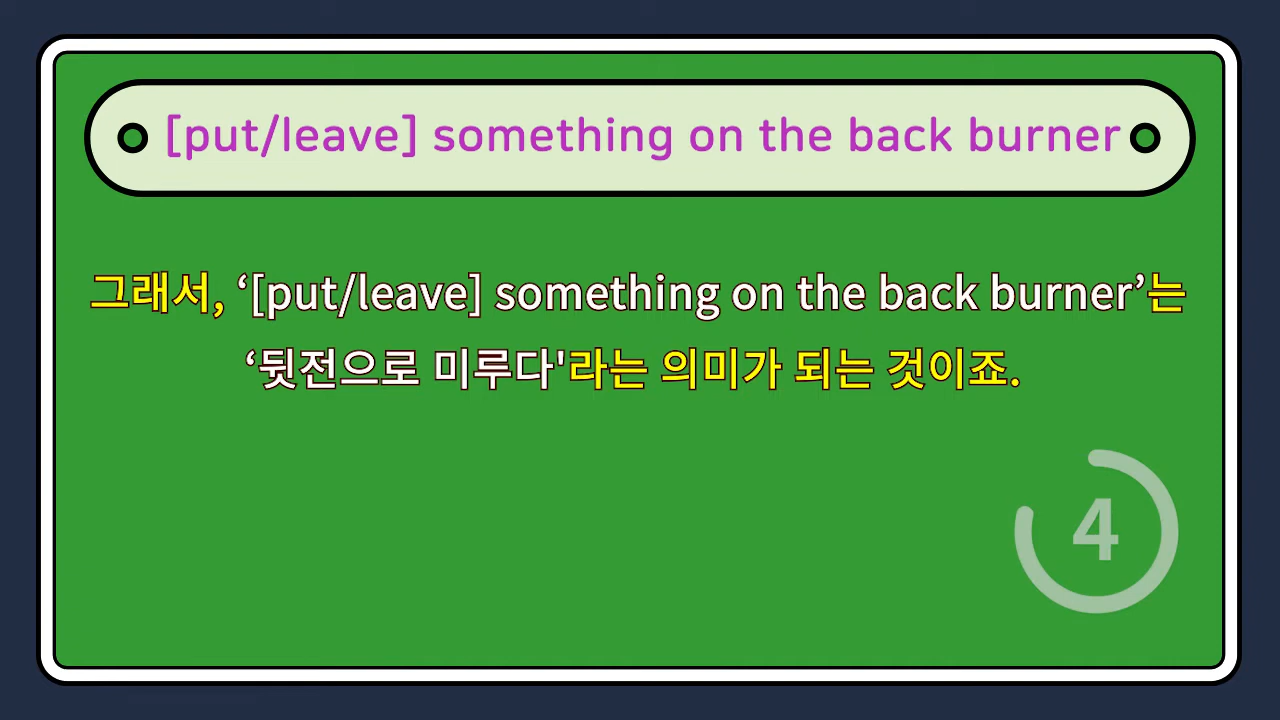 [put/leave] something on the back burner
그래서, ‘[put/leave] something on the back burner’는
‘뒷전으로 미루다'라는 의미가 되는 것이죠.
4